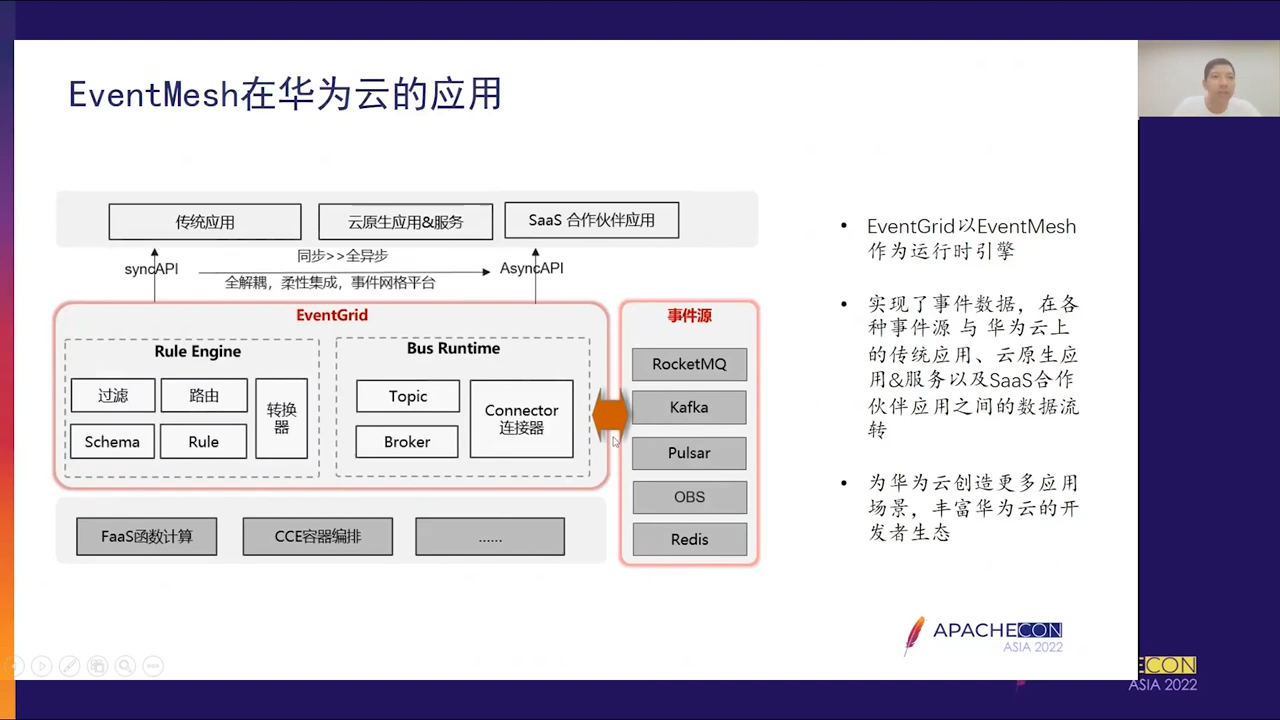 EventMesh在华为云的应用
传统应用
云原生应用&服务
SaaS 合作伙伴应用
同步>>全异步
syncAPI
AsyncAPI
全解耦，柔性集成，事件网格平台
EventGrid
Rule Engine
过滤
路由
转换
器
Schema
Rule
Bus Runtime
Topic
Broker
Connector
连接器
事件源
RocketMQ
Kafka
Pulsar
OBS
Redis
FaaS函数计算
CCE容器编排
......
• EventGrid以EventMesh
作为运行时引擎
• 实现了事件数据，在各
种事件源 与 华为云上
的传统应用、云原生应
用&服务以及SaaS合作
伙伴应用之间的数据流
转
• 为华为云创造更多应用
场景，丰富华为云的开
发者生态
APACHECON
ASIA 2022
ECON
ASIA 2022